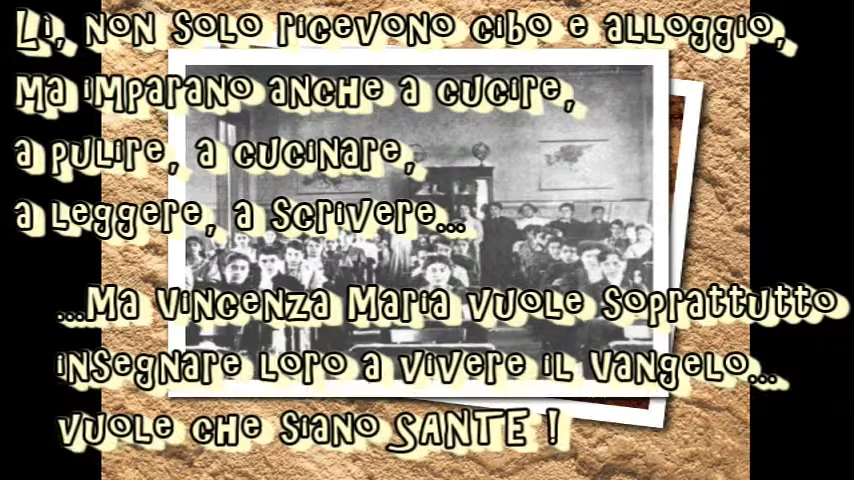 Lì, non solo ricevono cibo e alloggio,
ma imparano anche a cucire,
a pulire, a cucinare,
a leggere, a scrivere...
...Ma Vincenza Maria vuole soprattutto
insegnare loro a vivere il Vangelo...
vuole che siano SANTE !